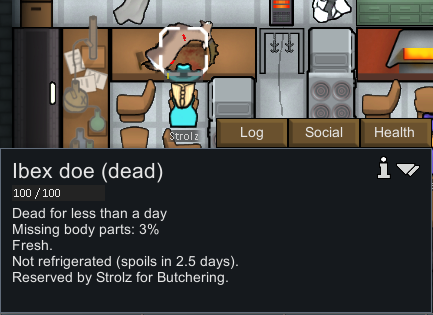 Strolz
Log
Social
Health
Ibex doe (dead)
100 / 100
Dead for less than a day
Missing body parts: 3%
Fresh.
Not refrigerated (spoils in 2.5 days).
Reserved by Strolz for Butchering.